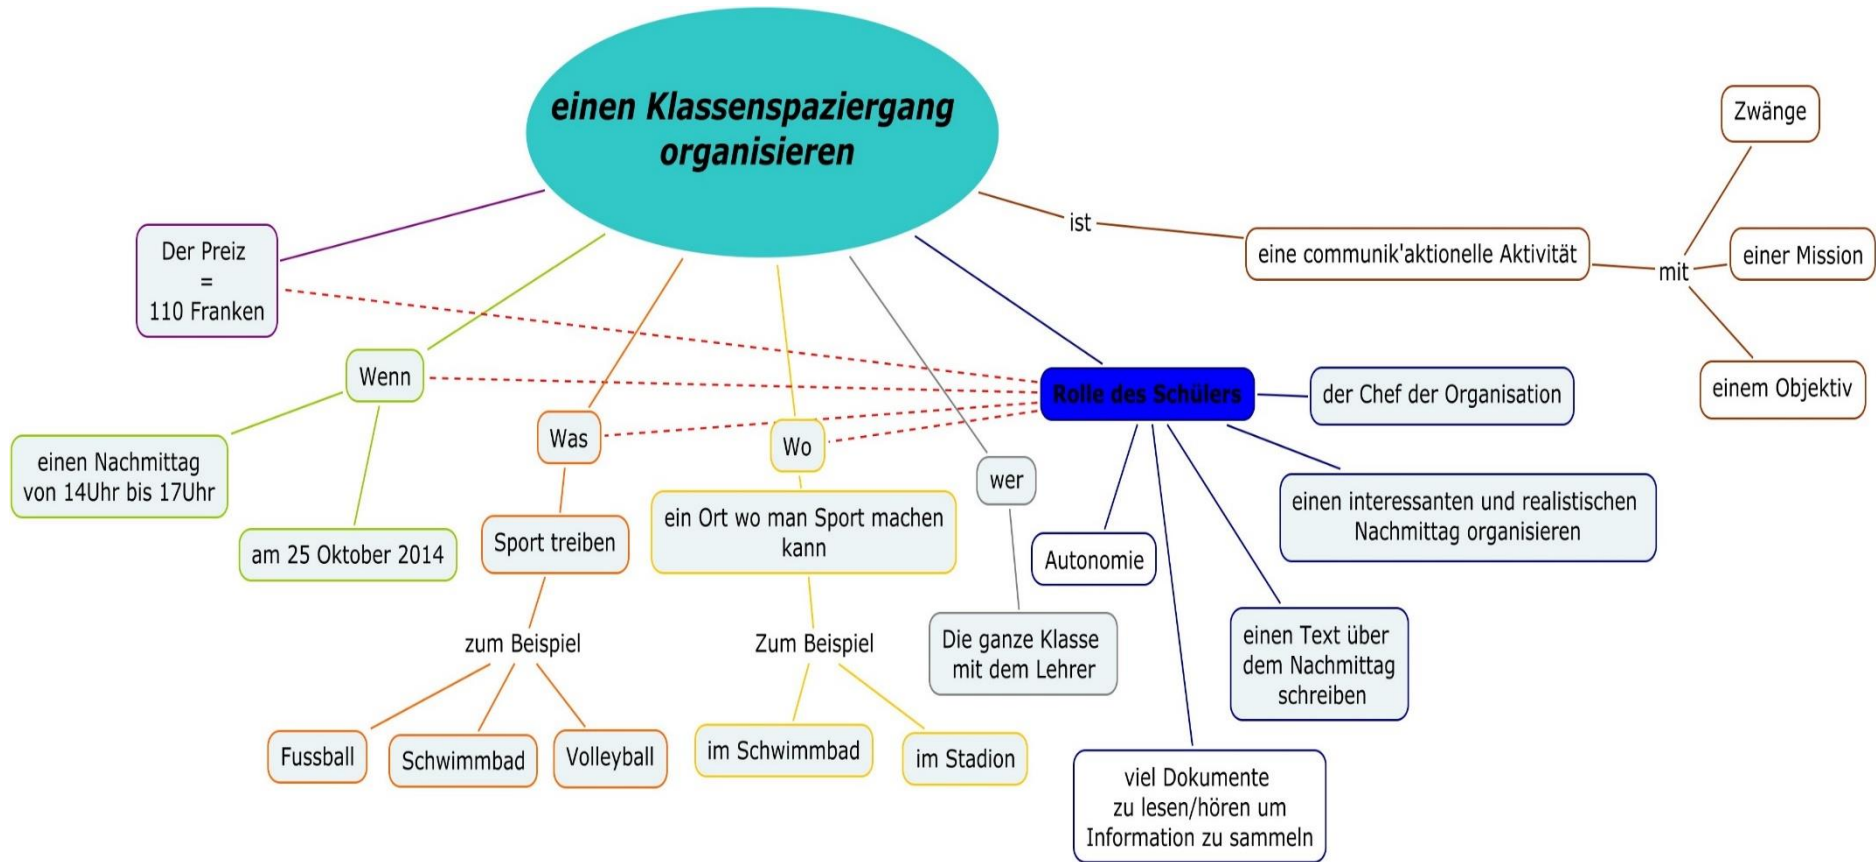 einen Klassenspaziergang
organisieren
Zwänge
ist
eine communik'aktionelle Aktivität
mit
einer Mission
einem Objektiv
Der Preiz
=
110 Franken
Wenn
einen Nachmittag
von 14Uhr bis 17Uhr
am 25 Oktober 2014
Was
Sport treiben
zum Beispiel
Fussball
Schwimmbad
Volleyball
Wo
ein Ort wo man Sport machen
kann
Zum Beispiel
im Schwimmbad
im Stadion
wer
Die ganze Klasse
mit dem Lehrer
Rolle des Schülers
der Chef der Organisation
einen interessanten und realistischen
Nachmittag organisieren
Autonomie
einen Text über
dem Nachmittag
schreiben
viel Dokumente
zu lesen/hören um
Information zu sammeln